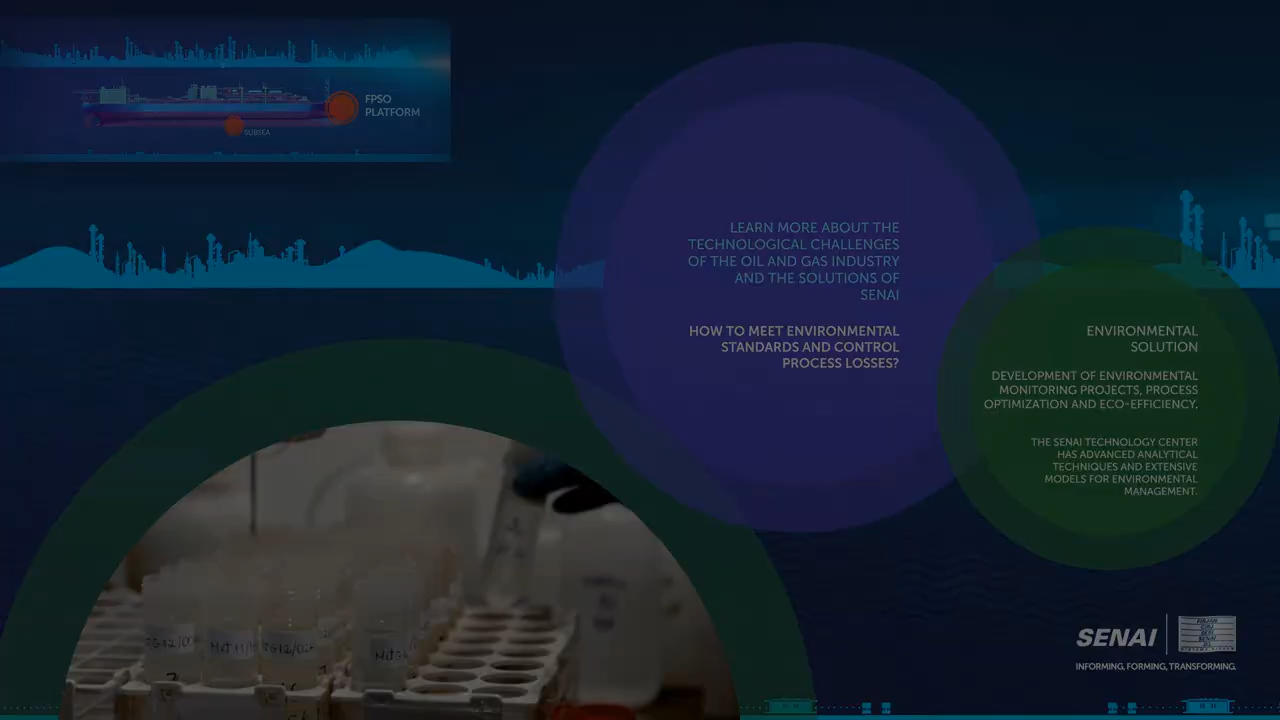 FPSO
PLATFORM
SUBSEA
LEARN MORE ABOUT THE
TECHNOLOGICAL CHALLENGES
OF THE OIL AND GAS INDUSTRY
AND THE SOLUTIONS OF
SENAI
HOW TO MEET ENVIRONMENTAL
STANDARDS AND CONTROL
PROCESS LOSSES?
ENVIRONMENTAL
SOLUTION
DEVELOPMENT OF ENVIRONMENTAL
MONITORING PROJECTS, PROCESS
OPTIMIZATION AND ECO-EFFICIENCY.
THE SENAI TECHNOLOGY CENTER
HAS ADVANCED ANALYTICAL
TECHNIQUES AND EXTENSIVE
MODELS FOR ENVIRONMENTAL
MANAGEMENT.
SENAI
INFORMING, FORMING, TRANSFORMING.